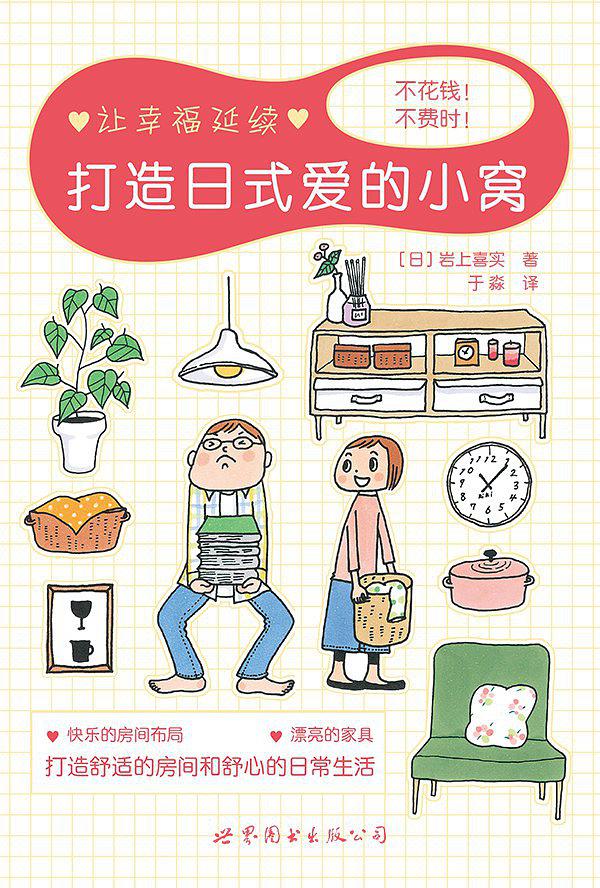 不花钱!
不费时!
让幸福延续
打造日式爱的小窝
[日]岩上喜实 著
于淼 译
快乐的房间布局
漂亮的家具
打造舒适的房间和舒心的日常生活
世界图书出版公司